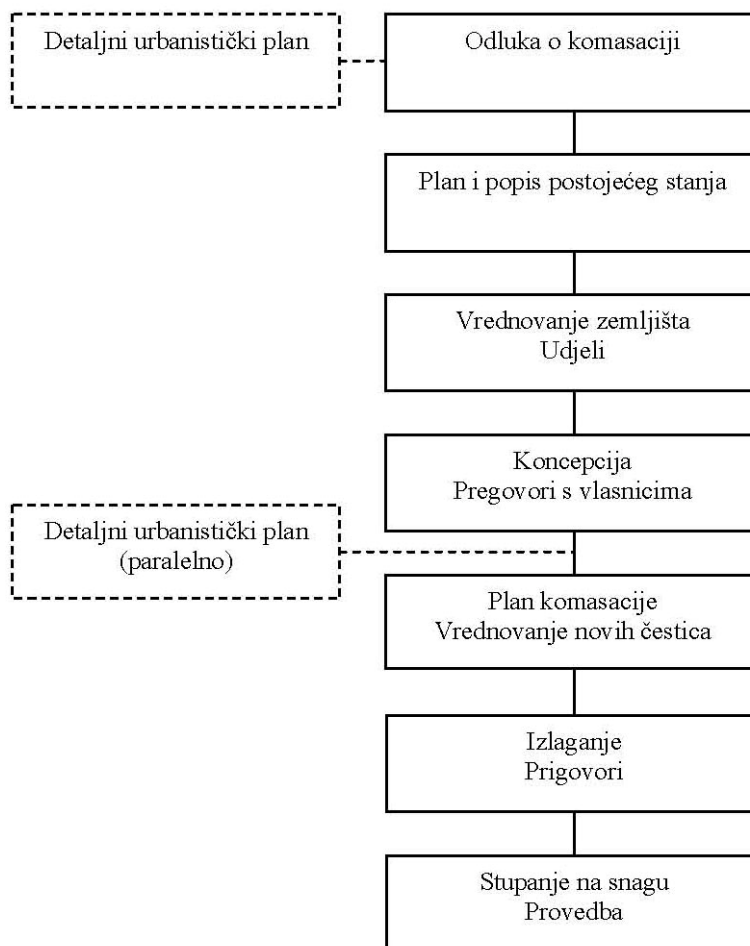 Detaljni urbanistički plan
Odluka o komasaciji
Plan i popis postojećeg stanja
Vrednovanje zemljišta
Udjeli
Koncepcija
Pregovori s vlasnicima
Detaljni urbanistički plan
(paralelno)
Plan komasacije
Vrednovanje novih čestica
Izlaganje
Prigovori
Stupanje na snagu
Provedba